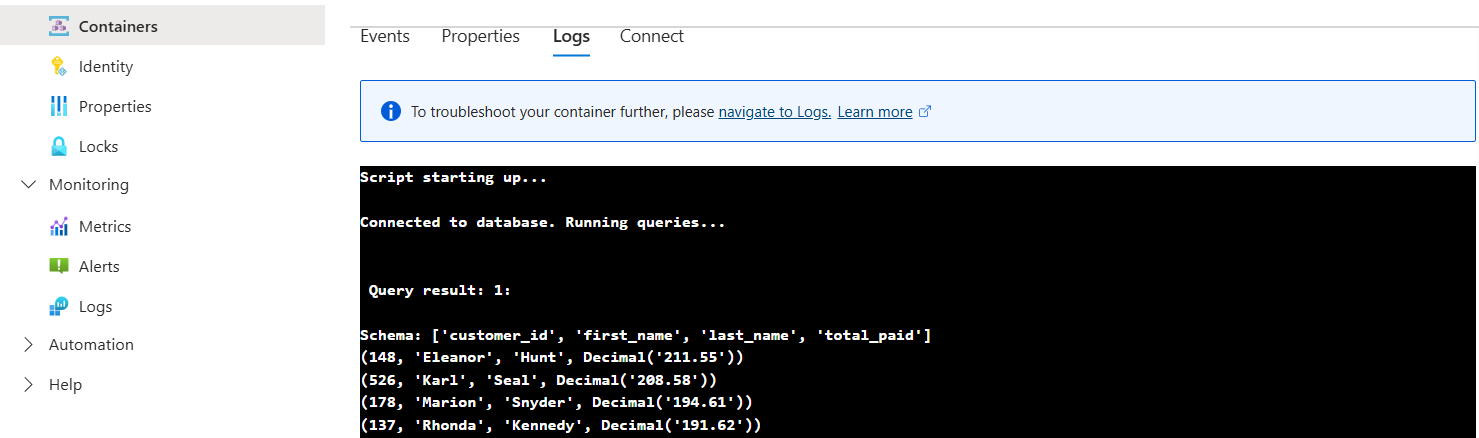 Containers
Identity
Properties
Locks
Monitoring
Metrics
Alerts
Logs
Automation
Help
Events Properties Logs Connect
To troubleshoot your container further, please navigate to Logs. Learn more
Script starting up...
Connected to database. Running queries...
Query result: 1:
Schema: ['customer_id', 'first_name', 'last_name', 'total_paid']
(148, 'Eleanor', 'Hunt', Decimal('211.55'))
(526, 'Karl', 'Seal', Decimal('208.58'))
(178, 'Marion', 'Snyder', Decimal('194.61'))
(137, 'Rhonda', 'Kennedy', Decimal('191.62'))